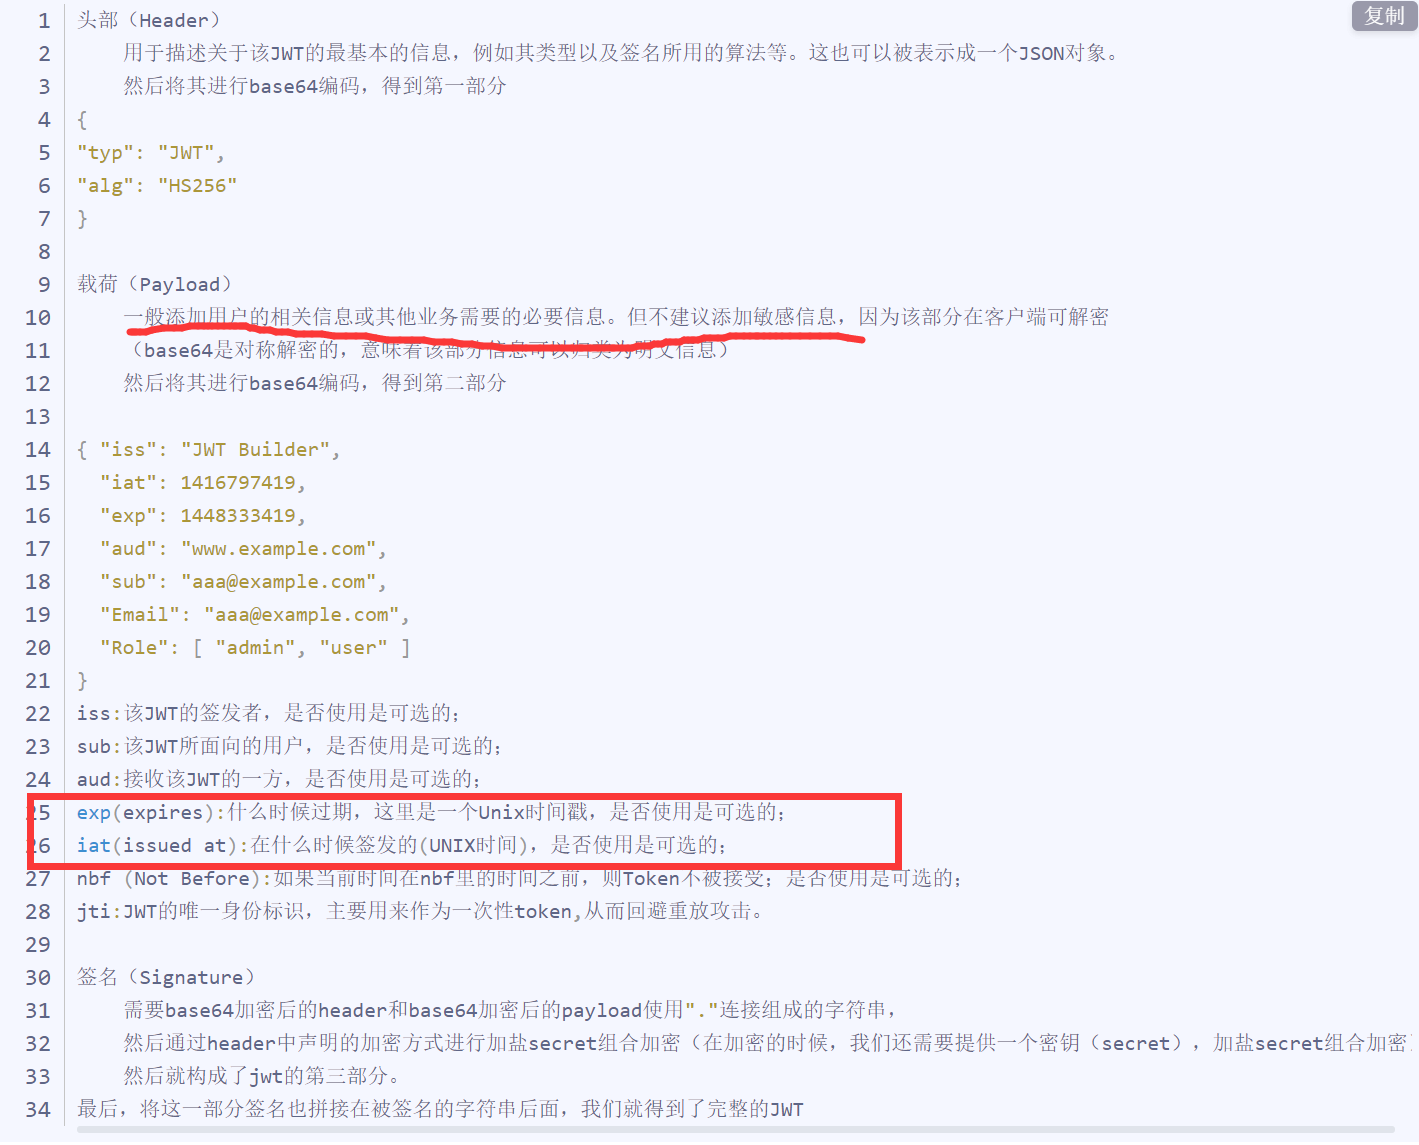 复制
1 头部（Header）
2 用于描述关于该JWT的最基本的信息，例如其类型以及签名所用的算法等。这也可以被表示成一个JSON对象。
3 然后将其进行base64编码，得到第一部分
4 {
5 "typ": "JWT",
6 "alg": "HS256"
7 }
8
9 载荷（Payload）
10 一般添加用户的相关信息或其他业务需要的必要信息。但不建议添加敏感信息，因为该部分在客户端可解密
11 （base64是对称解密的，意味着该部分信息可以归类为明文信息）
12 然后将其进行base64编码，得到第二部分
13
14 { "iss": "JWT Builder",
15 "iat": 1416797419,
16 "exp": 1448333419,
17 "aud": "www.example.com",
18 "sub": "aaa@example.com",
19 "Email": "aaa@example.com",
20 "Role": [ "admin", "user" ]
21 }
22 iss:该JWT的签发者，是否使用是可选的；
23 sub:该JWT所面向的用户，是否使用是可选的；
24 aud:接收该JWT的一方，是否使用是可选的；
25 exp(expires):什么时候过期，这里是一个Unix时间戳，是否使用是可选的；
26 iat(issued at):在什么时候签发的(UNIX时间)，是否使用是可选的；
27 nbf (Not Before):如果当前时间在nbf里的时间之前，则Token不被接受；是否使用是可选的；
28 jti:JWT的唯一身份标识，主要用来作为一次性token,从而回避重放攻击。
29
30 签名（Signature）
31 需要base64加密后的header和base64加密后的payload使用"."连接组成的字符串，
32 然后通过header中声明的加密方式进行加盐secret组合加密（在加密的时候，我们还需要提供一个密钥（secret），加盐secret组合加密
33 然后就构成了jwt的第三部分。
34 最后，将这一部分签名也拼接在被签名的字符串后面，我们就得到了完整的JWT